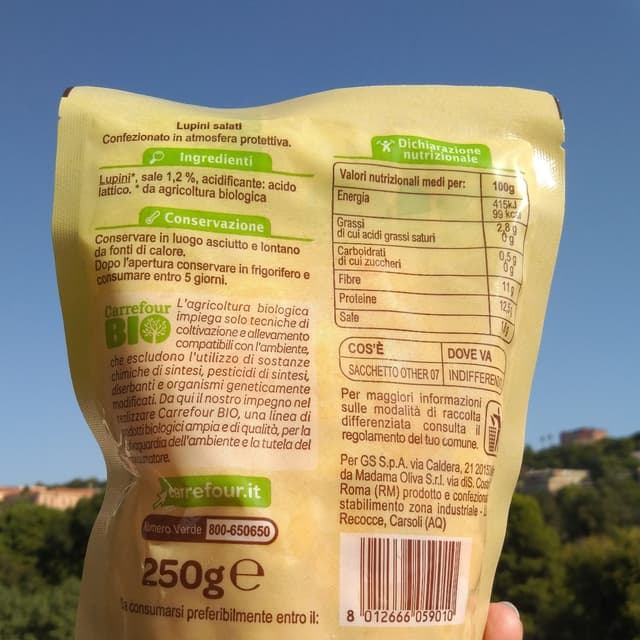 Lupini salati
Confezionato in atmosfera protettiva.
Ingredienti
Lupini*, sale 1,2 %, acidificante: acido
lattico. * da agricoltura biologica
Conservazione
Conservare in luogo asciutto e lontano
da fonti di calore.
Dopo l'apertura conservare in frigorifero e
consumare entro 5 giorni.
Carrefour
BIO
L'agricoltura biologica
impiega solo tecniche di
coltivazione e allevamento
compatibili con l'ambiente,
che escludono l'utilizzo di sostanze
chimiche di sintesi, pesticidi di sintesi,
diserbanti e organismi geneticamente
modificati. Da qui il nostro impegno nel
realizzare Carrefour BIO, una linea di
prodotti biologici ampia e di qualità, per la
salvaguardia dell'ambiente e la tutela del
consumatore.
carrefour.it
Numero Verde 800-650650
250g e
Da consumarsi preferibilmente entro il:
Dichiarazione
nutrizionale
Valori nutrizionali medi per: 100g
Energia 415kJ
99 kcal
Grassi 2,8 g
di cui acidi grassi saturi 0 g
Carboidrati 0,5 g
di cui zuccheri 0 g
Fibre 11 g
Proteine 12,5 g
Sale
COS'È DOVE VA
SACCHETTO OTHER 07 INDIFFERENZIATO
Per maggiori informazioni
sulle modalità di raccolta
differenziata consulta il
regolamento del tuo comune.
Per GS S.p.A. via Caldera, 21
da Madama Oliva S.r.l. via diS.
Roma (RM) prodotto e
stabilimento zona industriale -
Recocce, Carsoli (AQ)
8 012666 059010